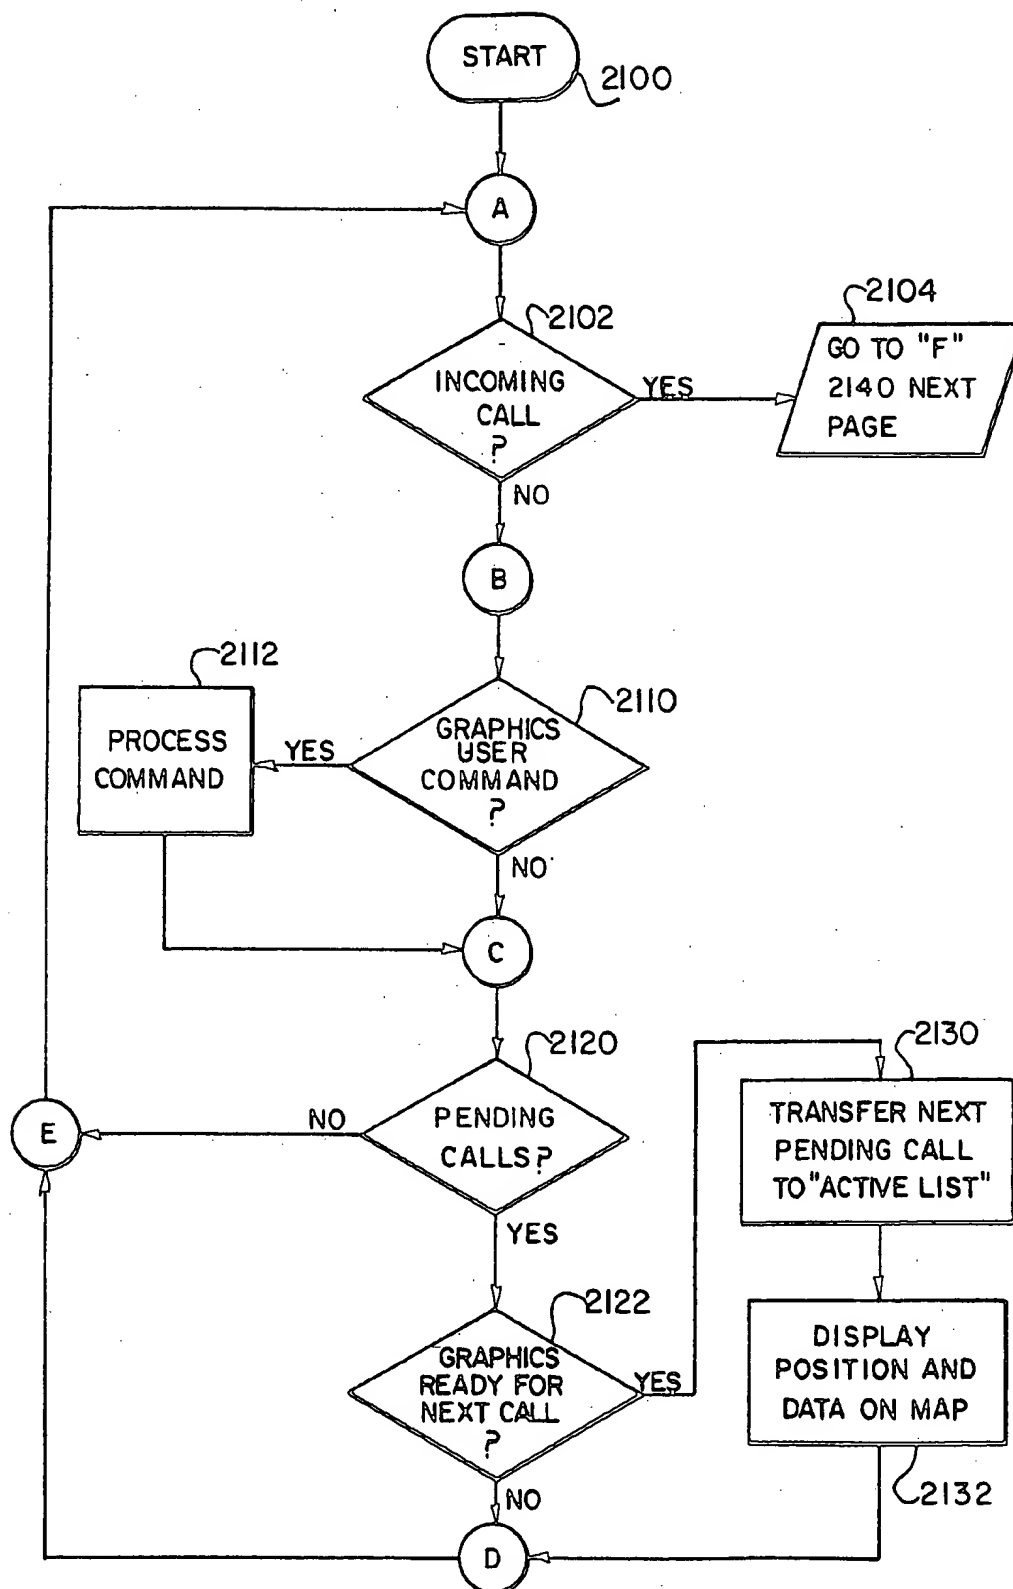 START
2100
A
2102
INCOMING
CALL
?
YES
2104
GO TO "F"
2140 NEXT
PAGE
NO
B
2112
PROCESS
COMMAND
YES
2110
GRAPHICS
USER
COMMAND
?
NO
C
2120
PENDING
CALLS?
NO
E
YES
2130
TRANSFER NEXT
PENDING CALL
TO "ACTIVE LIST"
2122
GRAPHICS
READY FOR
NEXT CALL
?
YES
DISPLAY
POSITION AND
DATA ON MAP
2132
NO
D